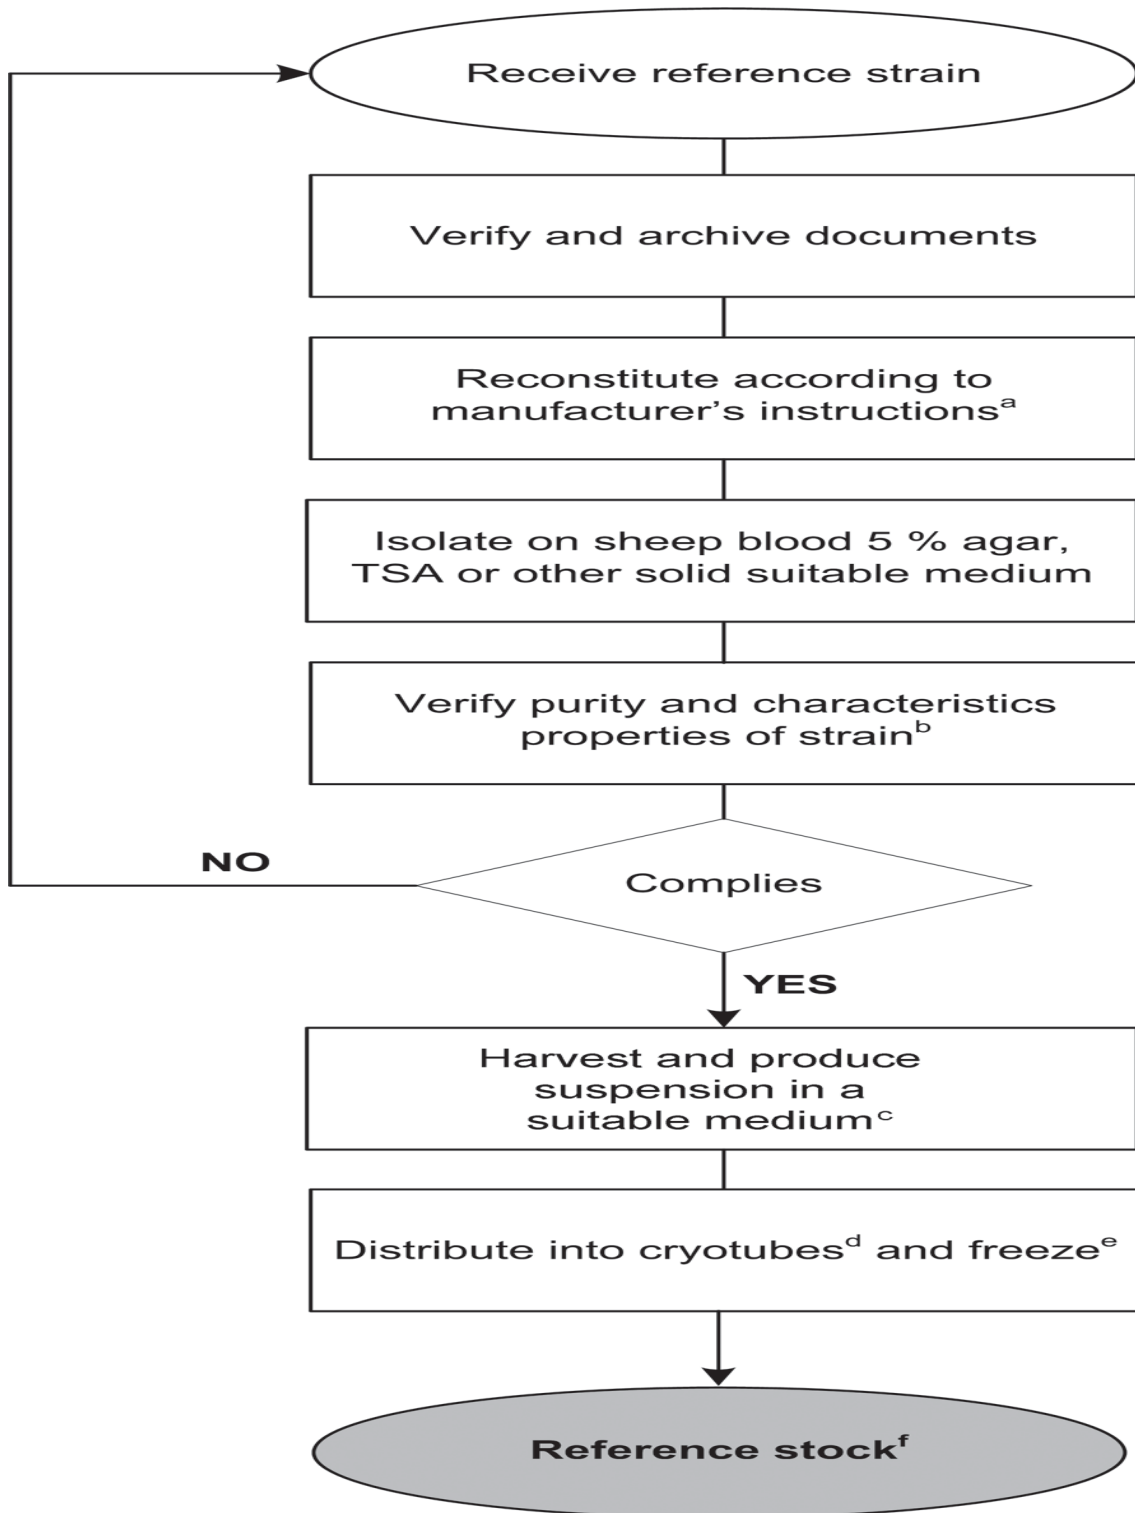 Receive reference strain
Verify and archive documents
Reconstitute according to
manufacturer’s instructionsᵃ
Isolate on sheep blood 5 % agar,
TSA or other solid suitable medium
Verify purity and characteristics
properties of strainᵇ
Complies
NO
YES
Harvest and produce
suspension in a
suitable mediumᶜ
Distribute into cryotubesᵈ and freezeᵉ
Reference stockᶠ